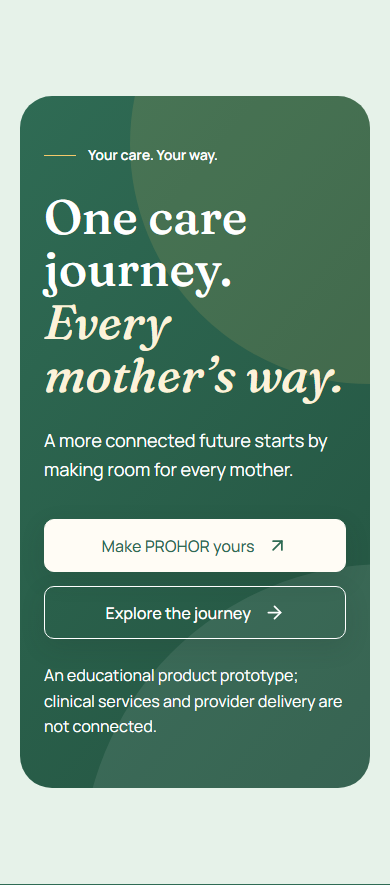 Your care. Your way.
One care
journey.
Every
mother’s way.
A more connected future starts by
making room for every mother.
Make PROHOR yours
Explore the journey
An educational product prototype;
clinical services and provider delivery are
not connected.